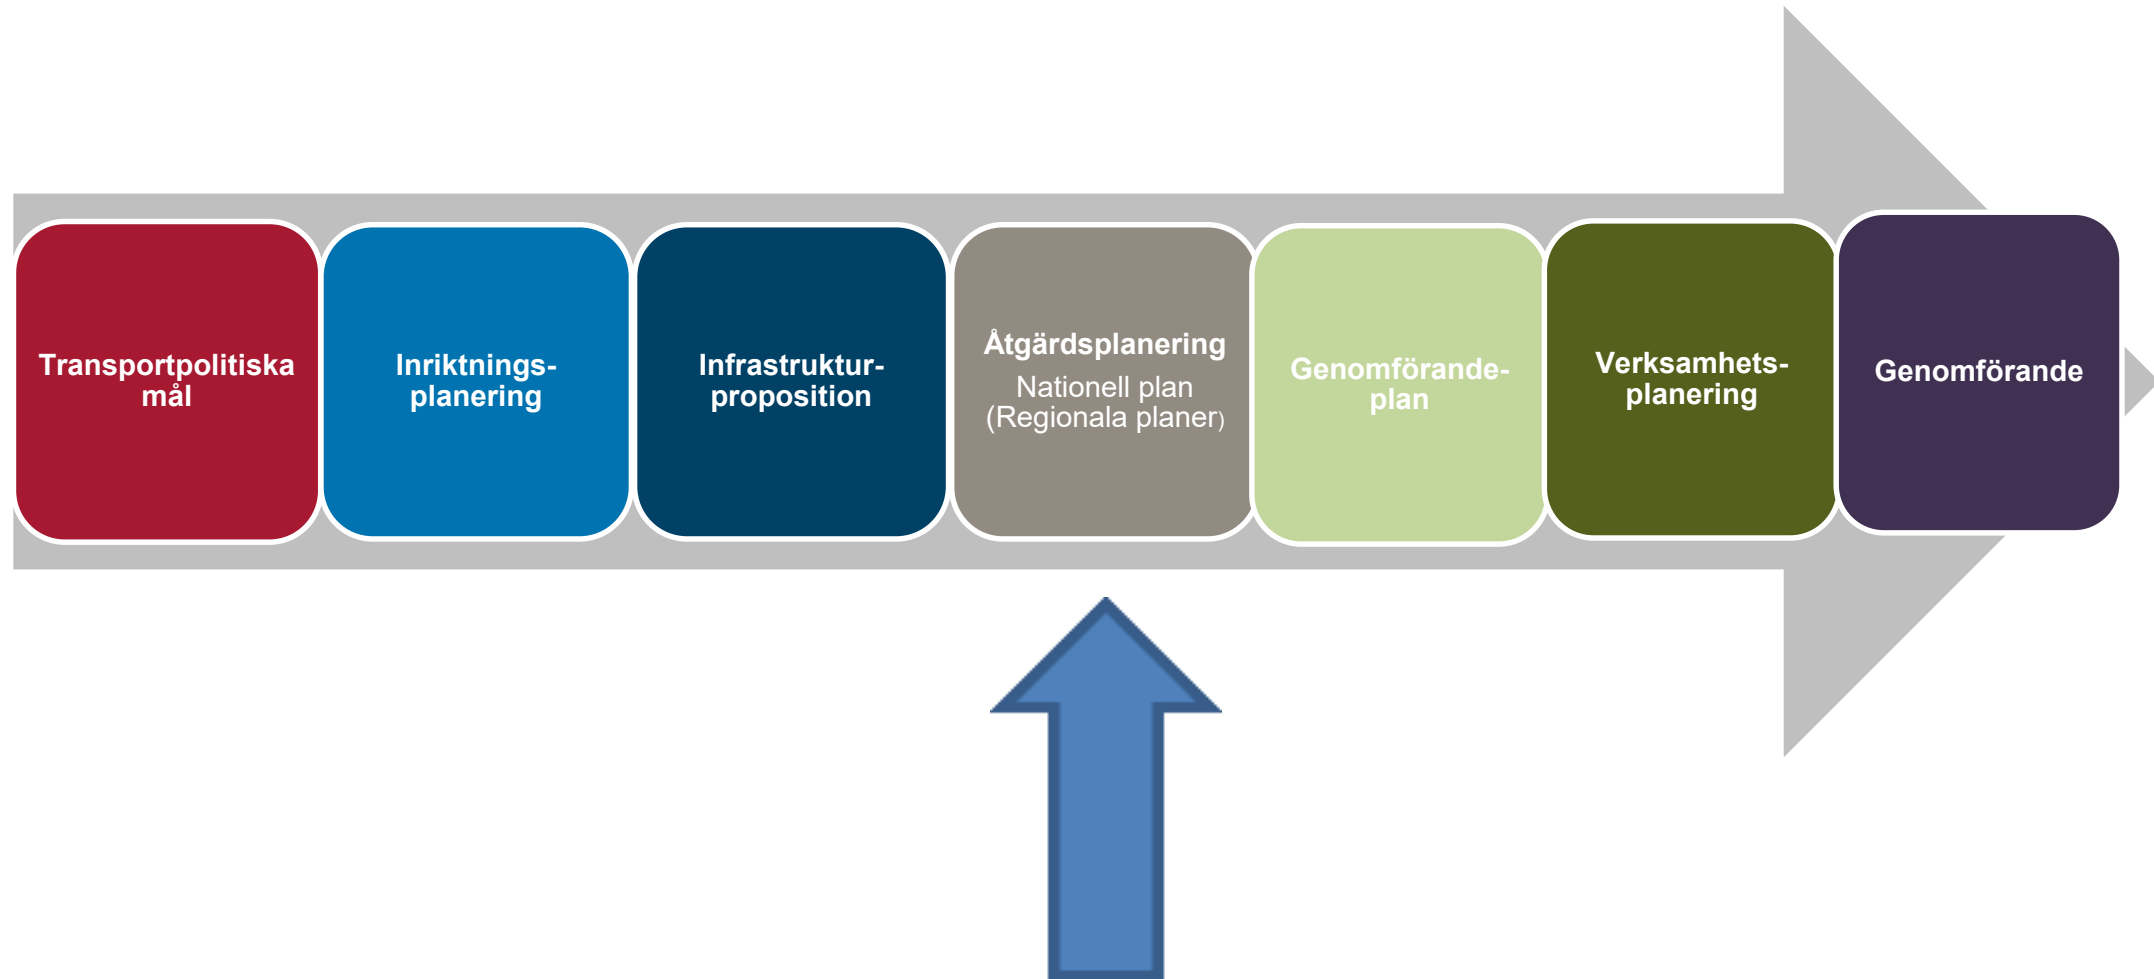 Transportpolitiska
mål
Inriktnings-
planering
Infrastruktur-
proposition
Åtgärdsplanering
Nationell plan
(Regionala planer)
Genomförande-
plan
Verksamhets-
planering
Genomförande